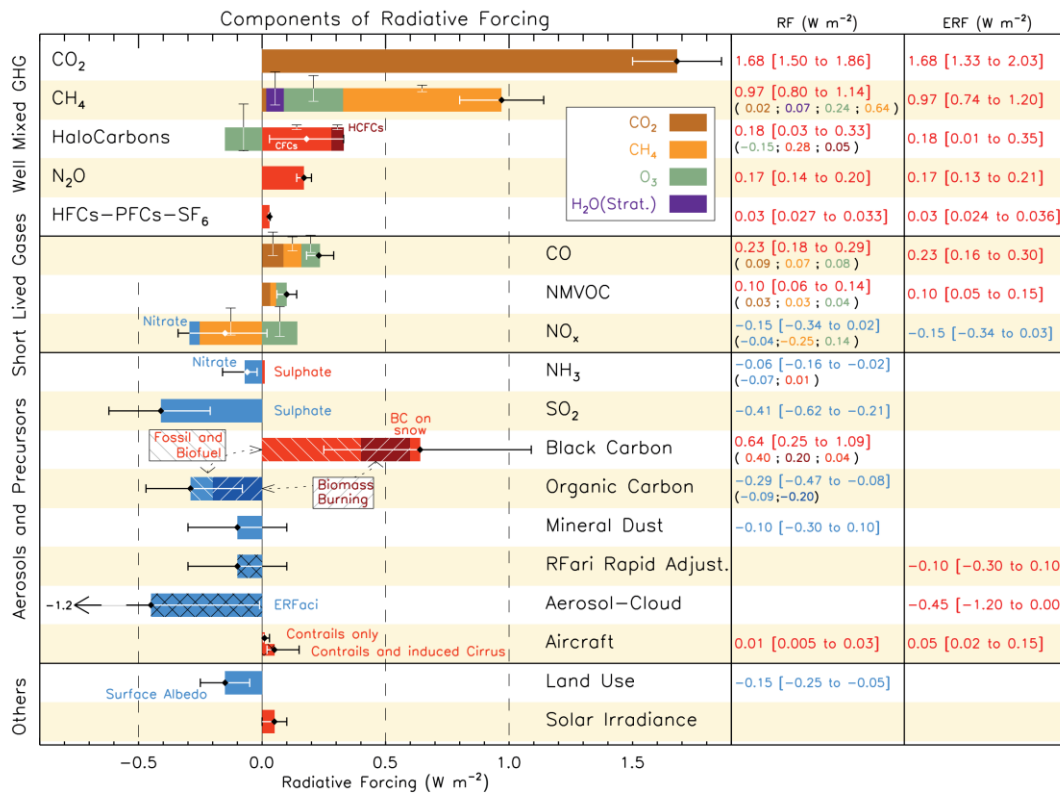 Components of Radiative Forcing
RF (W m⁻²)
ERF (W m⁻²)
Well Mixed GHG
CO₂
1.68 [1.50 to 1.86]
1.68 [1.33 to 2.03]
CH₄
0.97 [0.80 to 1.14]
( 0.02 ; 0.07 ; 0.24 ; 0.64)
0.97 [0.74 to 1.20]
HaloCarbons
HCFCs
CFCs
0.18 [0.03 to 0.33]
(-0.15; 0.28 ; 0.05)
0.18 [0.01 to 0.35]
N₂O
0.17 [0.14 to 0.20]
0.17 [0.13 to 0.21]
HFCs-PFCs-SF₆
0.03 [0.027 to 0.033]
0.03 [0.024 to 0.036]
CO₂
CH₄
O₃
H₂O(Strat.)
Short Lived Gases
CO
0.23 [0.18 to 0.29]
( 0.09 ; 0.07 ; 0.08 )
0.23 [0.16 to 0.30]
NMVOC
0.10 [0.06 to 0.14]
( 0.03 ; 0.03 ; 0.04 )
0.10 [0.05 to 0.15]
Nitrate
NOₓ
-0.15 [-0.34 to 0.02]
(-0.04;-0.25; 0.14 )
-0.15 [-0.34 to 0.03]
Aerosols and Precursors
Nitrate
Sulphate
NH₃
-0.06 [-0.16 to -0.02]
(-0.07; 0.01 )
Sulphate
SO₂
-0.41 [-0.62 to -0.21]
BC on
snow
Fossil and
Biofuel
Black Carbon
0.64 [0.25 to 1.09]
( 0.40 ; 0.20 ; 0.04 )
Biomass
Burning
Organic Carbon
-0.29 [-0.47 to -0.08]
(-0.09;-0.20)
Mineral Dust
-0.10 [-0.30 to 0.10]
RFari Rapid Adjust.
-0.10 [-0.30 to 0.10
-1.2
ERFaci
Aerosol-Cloud
-0.45 [-1.20 to 0.00
Contrails only
Contrails and induced Cirrus
Aircraft
0.01 [0.005 to 0.03]
0.05 [0.02 to 0.15]
Others
Surface Albedo
Land Use
-0.15 [-0.25 to -0.05]
Solar Irradiance
-0.5
0.0
0.5
1.0
1.5
Radiative Forcing (W m⁻²)